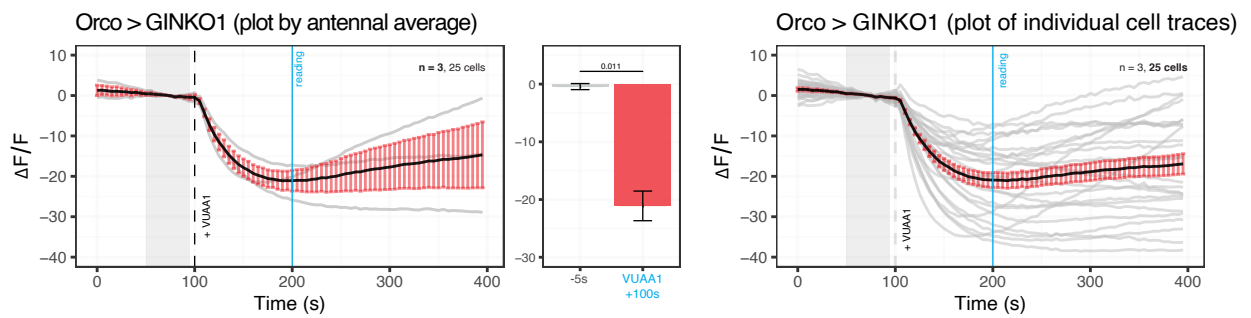 Orco > GINKO1 (plot by antennal average)
10
0
−10
−20
−30
−40
ΔF/F
n = 3, 25 cells
reading
+ VUAA1
0
100
200
300
400
Time (s)
0.011
0
−10
−20
−30
-5s
VUAA1
+100s
Orco > GINKO1 (plot of individual cell traces)
10
0
−10
−20
−30
−40
ΔF/F
n = 3, 25 cells
reading
+ VUAA1
0
100
200
300
400
Time (s)